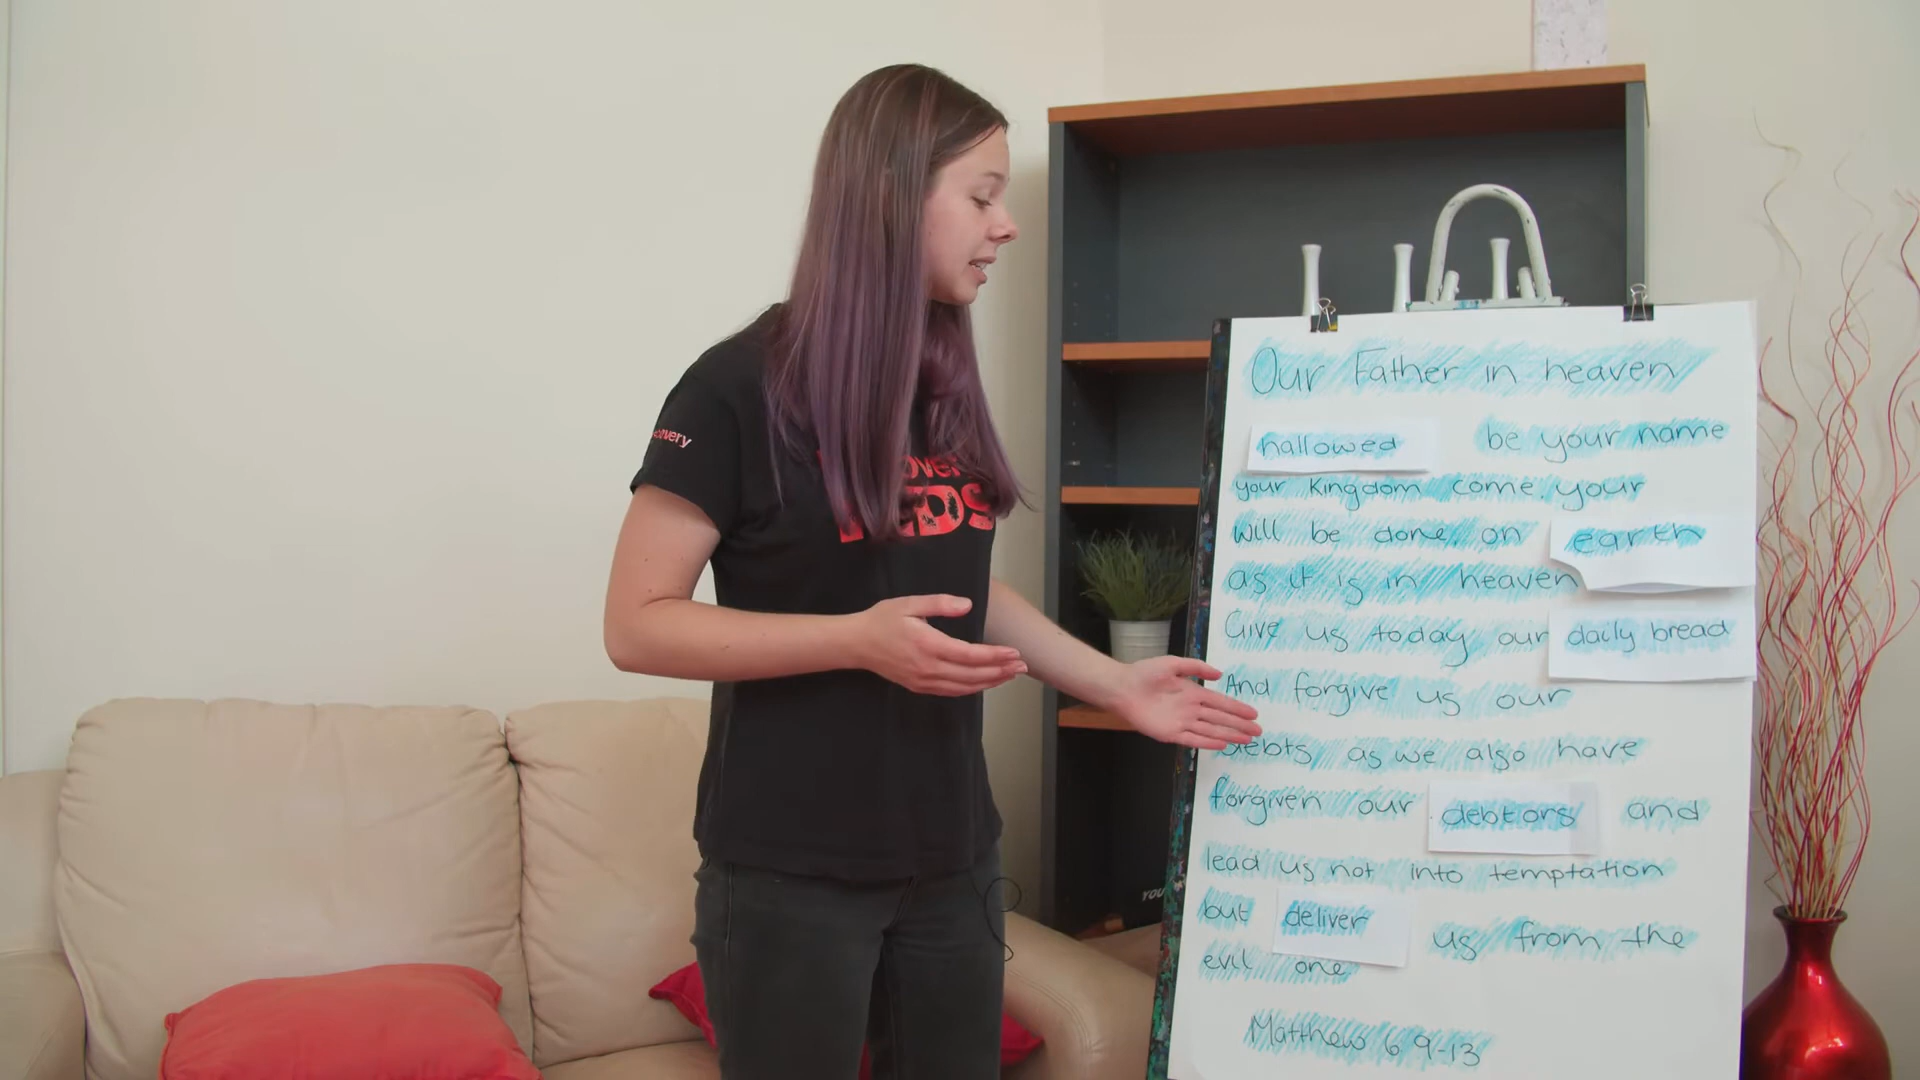 Our Father in heaven
hallowed be your name
your Kingdom come, your
will be done, on earth
as it is in heaven
Give us today our daily bread
And forgive us our
debts as we also have
forgiven our debtors and
lead us not into temptation
but deliver us from the
evil one
Matthew 6 9-13